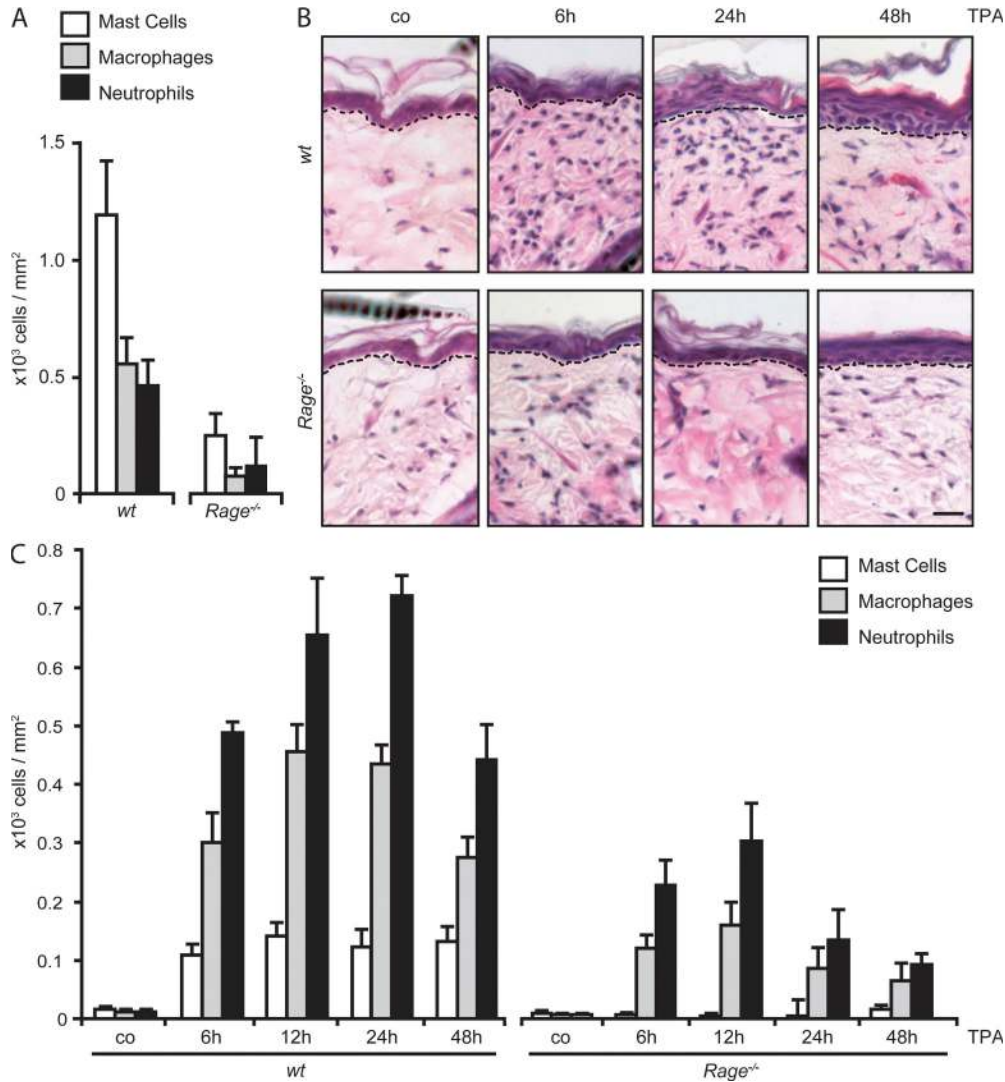 A
Mast Cells
Macrophages
Neutrophils
1.5
1.0
0.5
0
x10³ cells / mm²
wt
Rage-/-
B
co 6h 24h 48h TPA
wt
Rage-/-
C
0.8
0.7
0.6
0.5
0.4
0.3
0.2
0.1
0
x10³ cells / mm²
Mast Cells
Macrophages
Neutrophils
co 6h 12h 24h 48h co 6h 12h 24h 48h TPA
wt Rage-/-